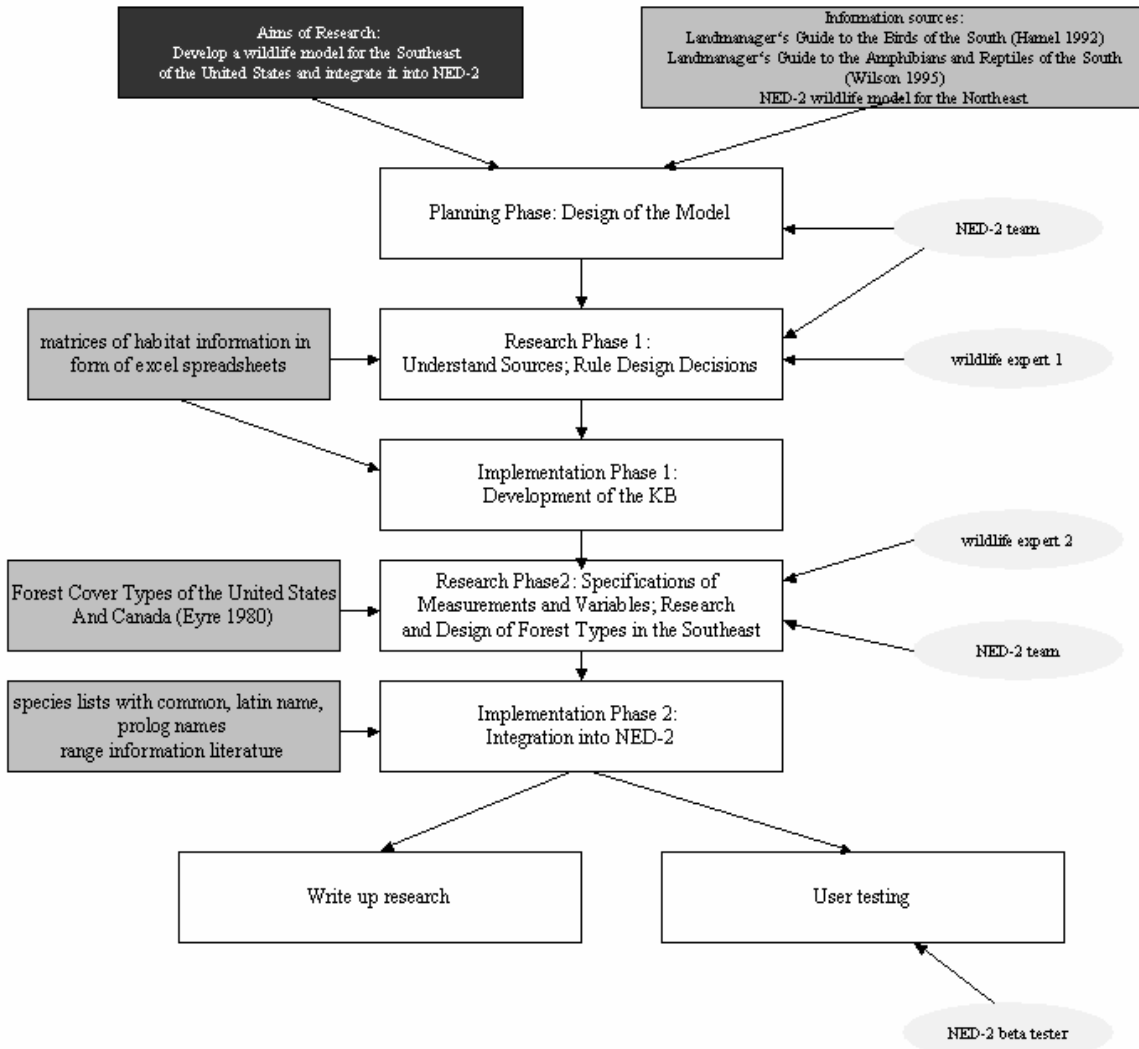 Aims of Research:
Develop a wildlife model for the Southeast
of the United States and integrate it into NED-2
Information sources:
Landmanager‘s Guide to the Birds of the South (Hamel 1992)
Landmanager‘s Guide to the Amphibians and Reptiles of the South
(Wilson 1995)
NED-2 wildlife model for the Northeast
Planning Phase: Design of the Model
NED-2 team
matrices of habitat information in
form of excel spreadsheets
Research Phase 1:
Understand Sources; Rule Design Decisions
wildlife expert 1
Implementation Phase 1:
Development of the KB
wildlife expert 2
Forest Cover Types of the United States
And Canada (Eyre 1980)
Research Phase2: Specifications of
Measurements and Variables; Research
and Design of Forest Types in the Southeast
NED-2 team
species lists with common, latin name,
prolog names
range information literature
Implementation Phase 2:
Integration into NED-2
Write up research
User testing
NED-2 beta tester